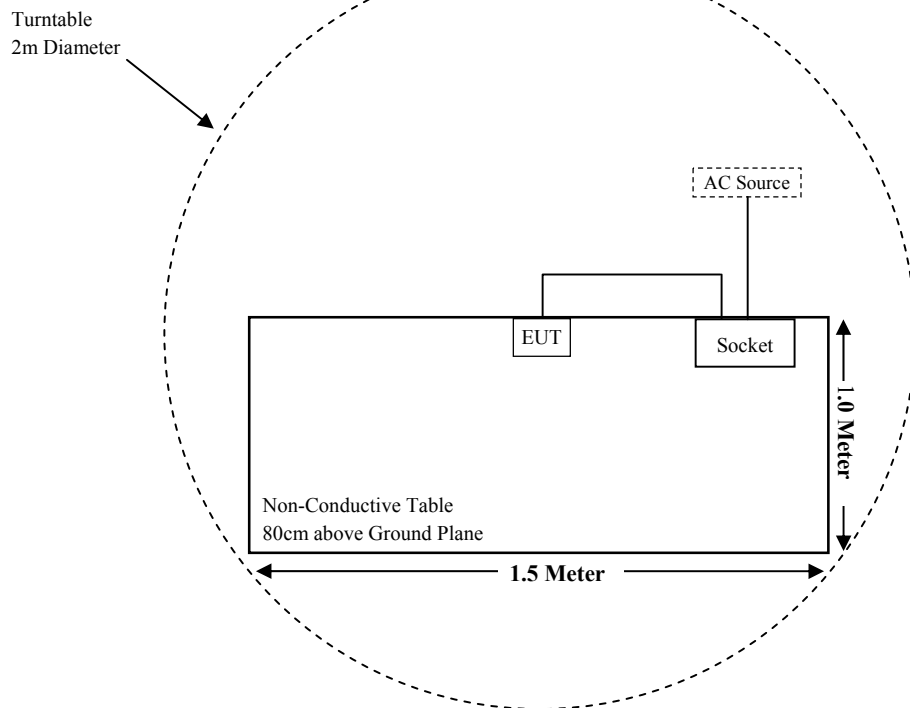 Turntable
2m Diameter
AC Source
EUT
Socket
1.0 Meter
Non-Conductive Table
80cm above Ground Plane
1.5 Meter